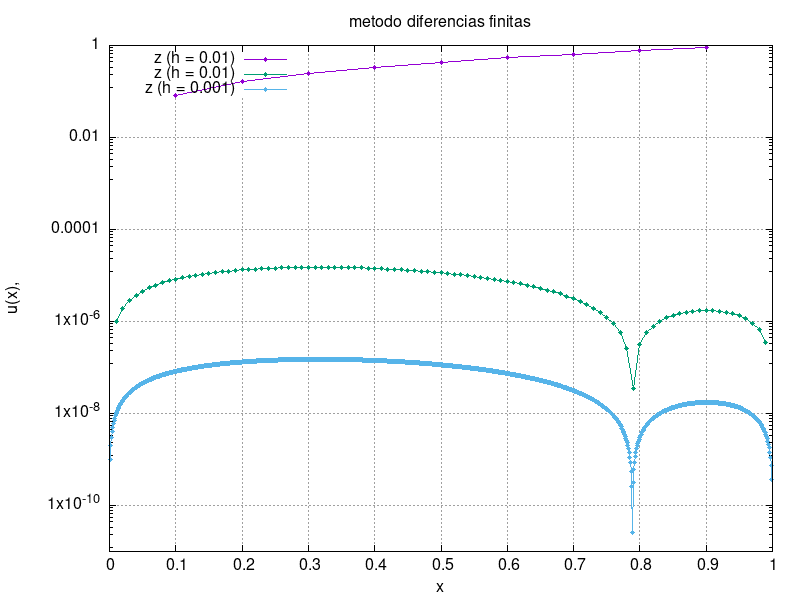 metodo diferencias finitas
z (h = 0.01)
z (h = 0.01)
z (h = 0.001)
1
0.01
0.0001
1x10-6
1x10-8
1x10-10
u(x),
0 0.1 0.2 0.3 0.4 0.5 0.6 0.7 0.8 0.9 1
x